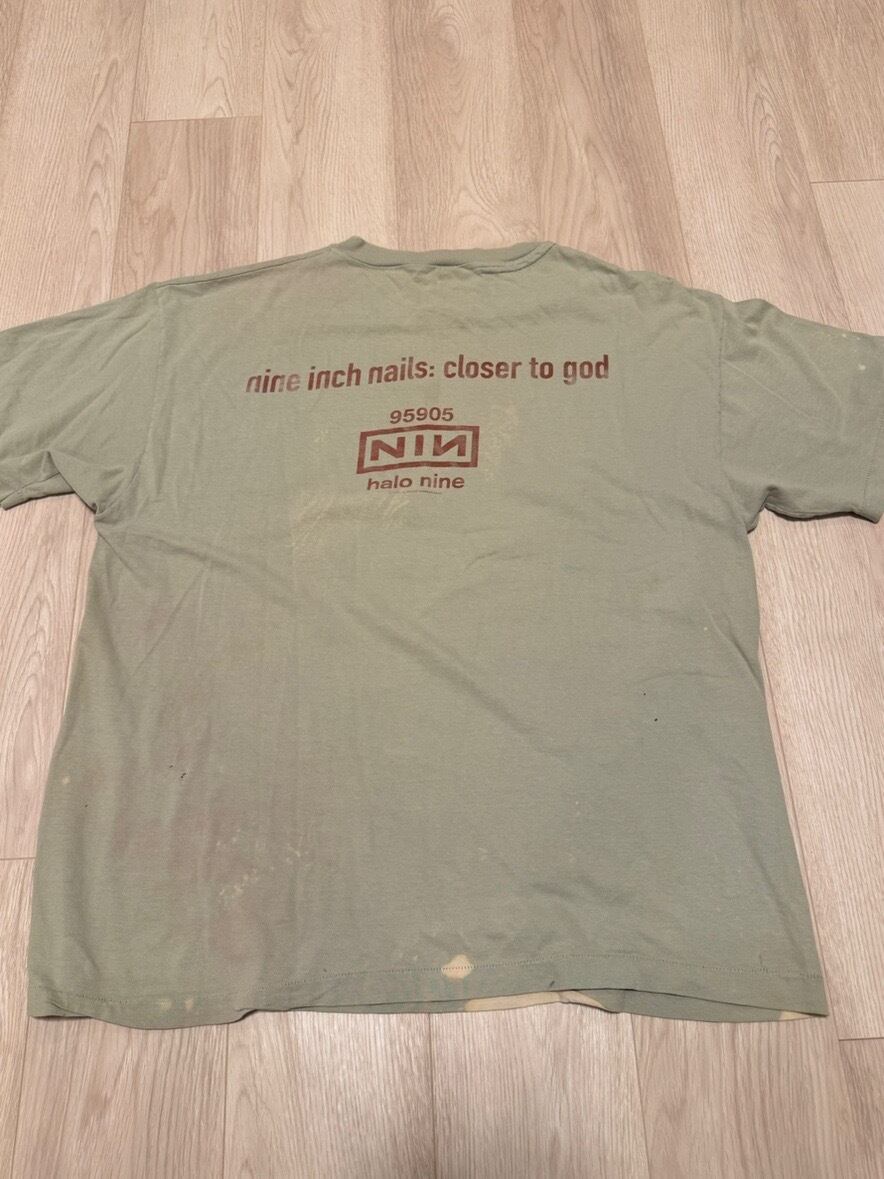 nine inch nails: closer to god
95905
NIN
halo nine